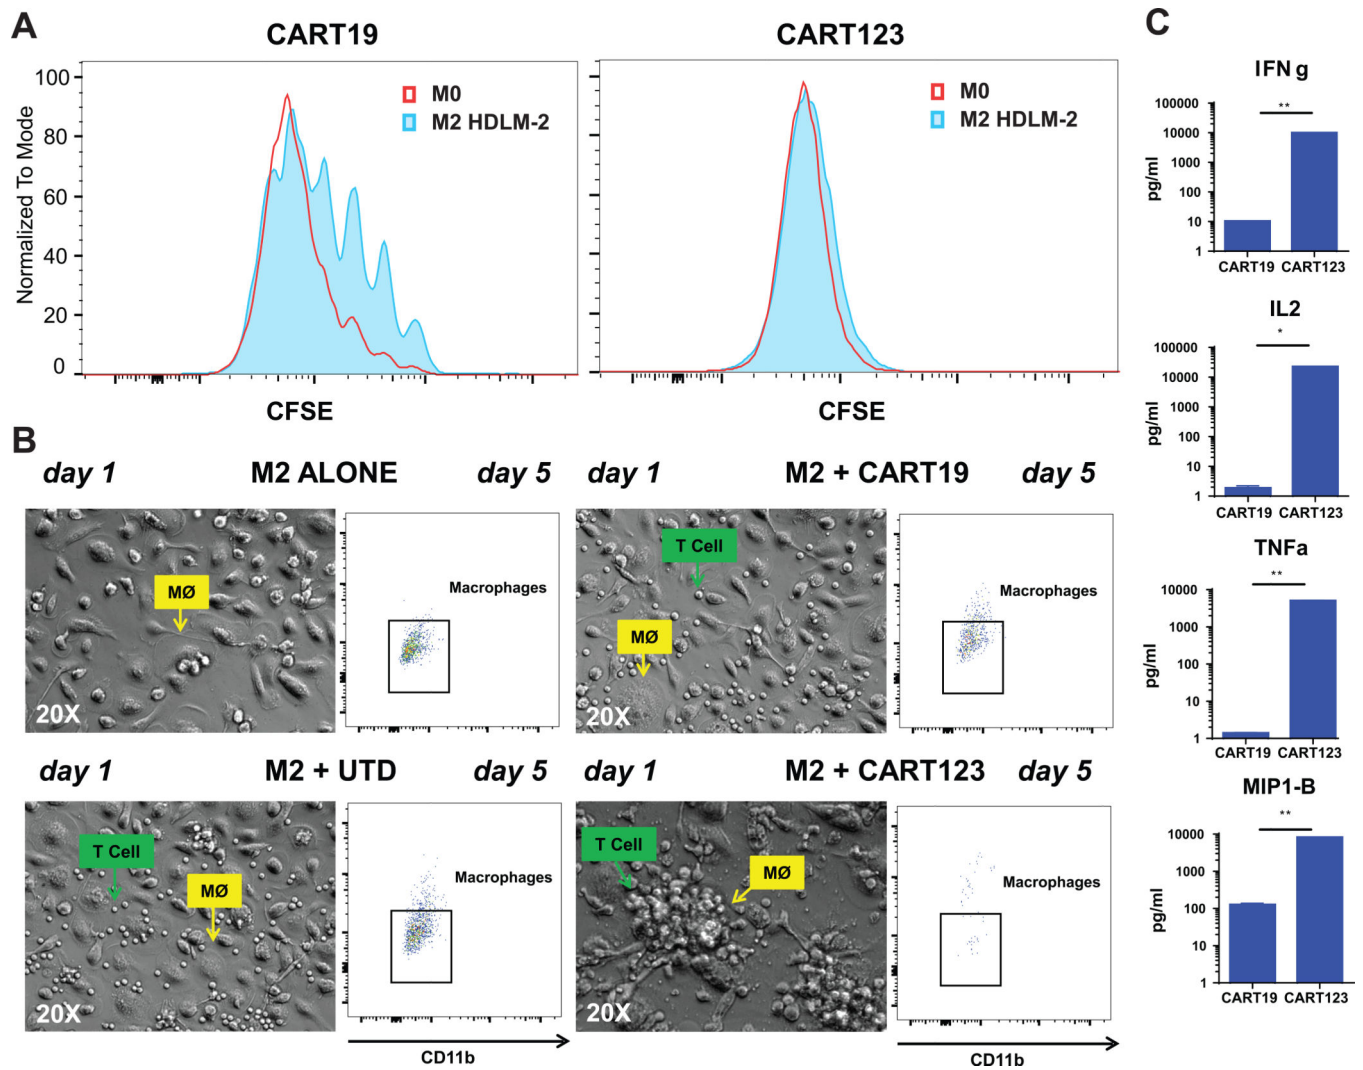 A
CART19
CART123
C
Normalized To Mode
100
80
60
40
20
0
M0
M2 HDLM-2
M0
M2 HDLM-2
CFSE
CFSE
IFN g
pg/ml
100000
10000
1000
100
10
1
**
CART19 CART123
IL2
pg/ml
100000
10000
1000
100
10
1
*
CART19 CART123
TNFa
pg/ml
10000
1000
100
10
1
**
CART19 CART123
MIP1-B
pg/ml
10000
1000
100
10
1
**
CART19 CART123
B
day 1 M2 ALONE day 5
MØ
20X
Macrophages
day 1 M2 + CART19 day 5
T Cell
MØ
20X
Macrophages
day 1 M2 + UTD day 5
T Cell
MØ
20X
Macrophages
CD11b
day 1 M2 + CART123 day 5
T Cell
MØ
20X
Macrophages
CD11b